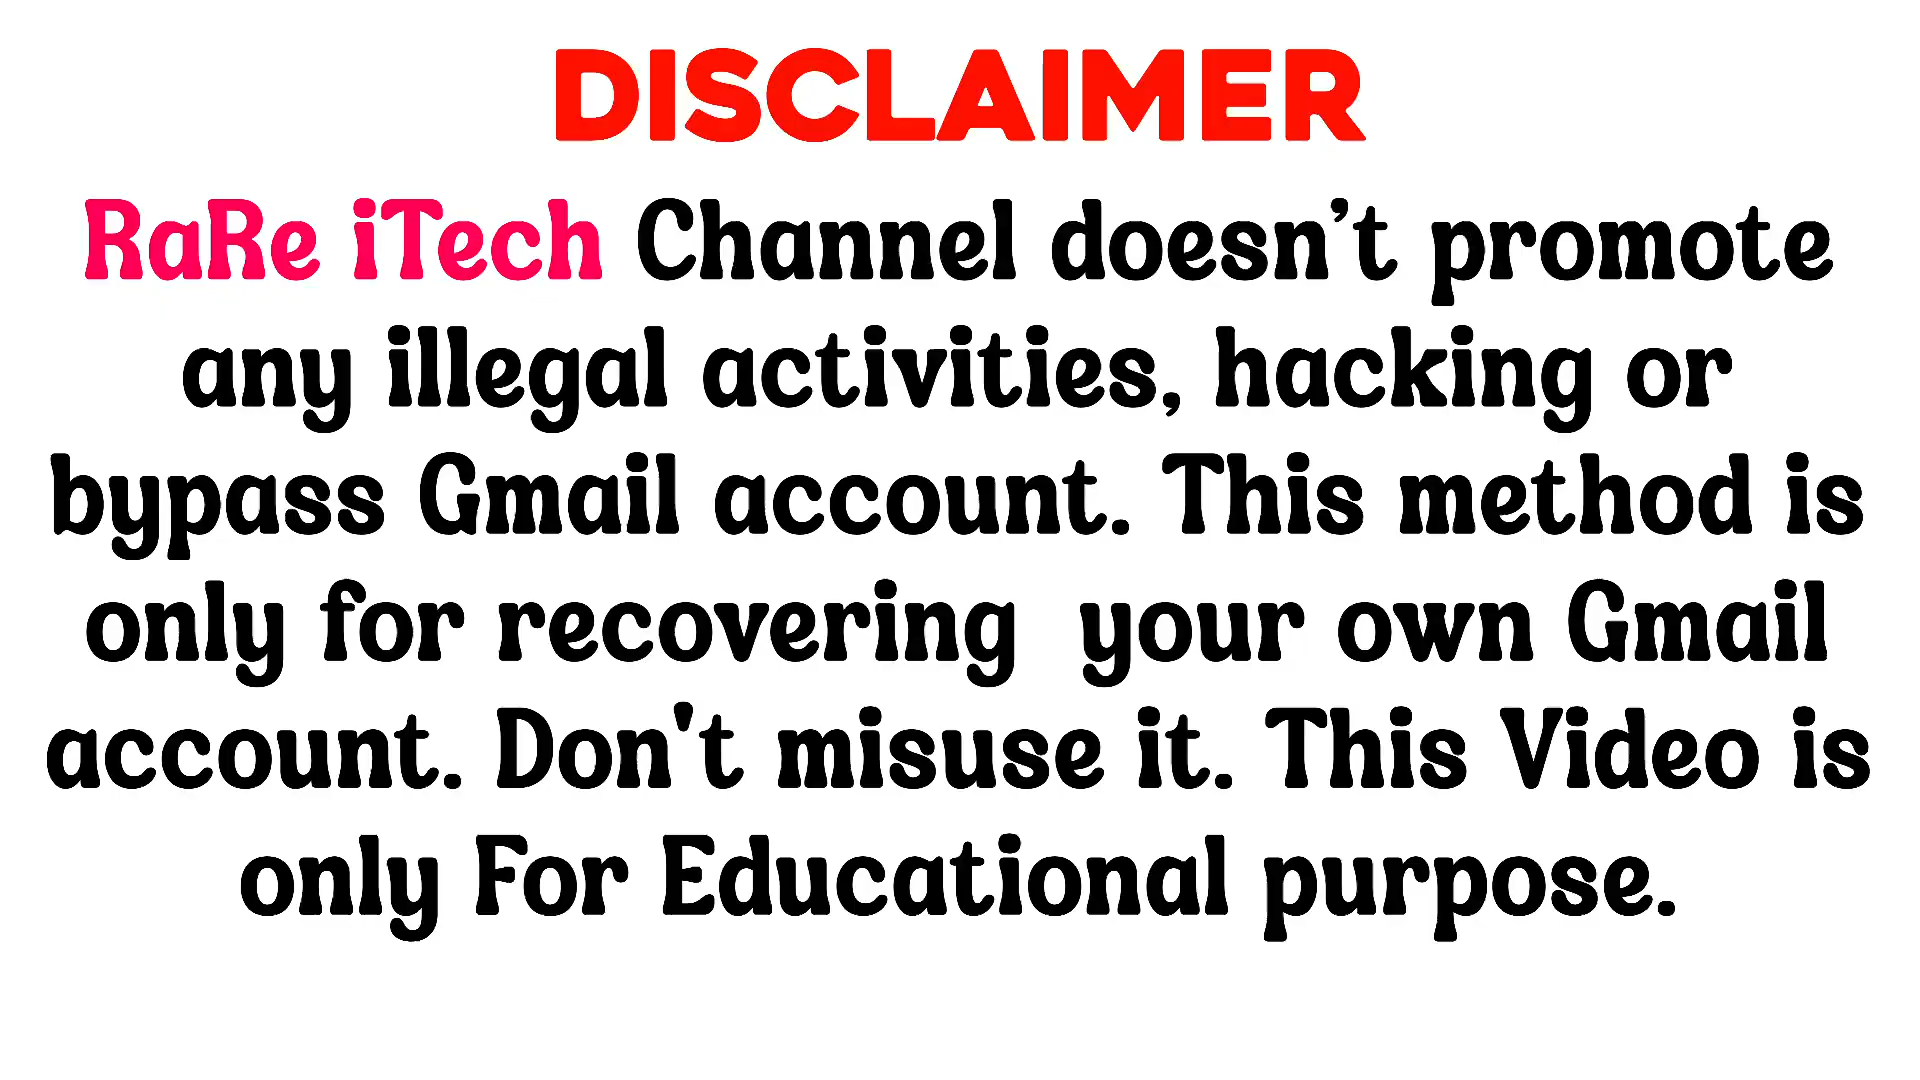 DISCLAIMER
RaRe iTech Channel doesn’t promote
any illegal activities, hacking or
bypass Gmail account. This method is
only for recovering  your own Gmail
account. Don't misuse it. This Video is
only For Educational purpose.